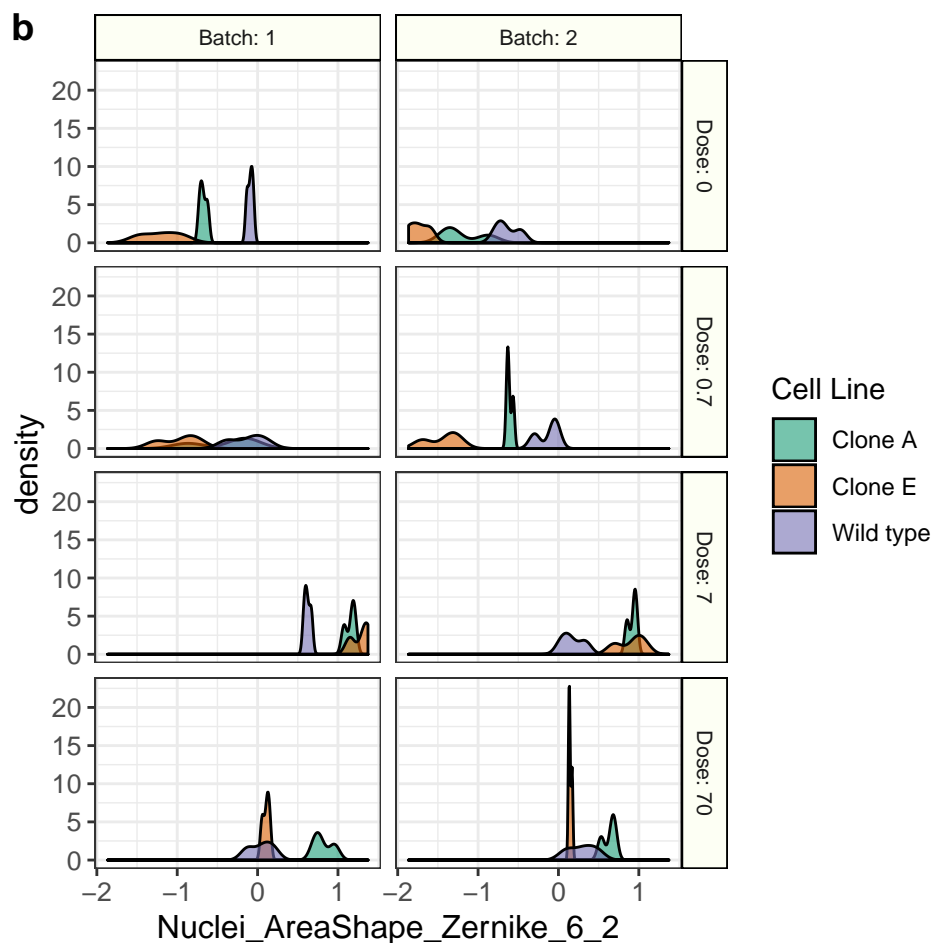 b
Batch: 1
Batch: 2
20
15
10
5
0
Dose: 0
20
15
10
5
0
Dose: 0.7
20
15
10
5
0
Dose: 7
20
15
10
5
0
Dose: 70
density
−2
−1
0
1
−2
−1
0
1
Nuclei_AreaShape_Zernike_6_2
Cell Line
Clone A
Clone E
Wild type